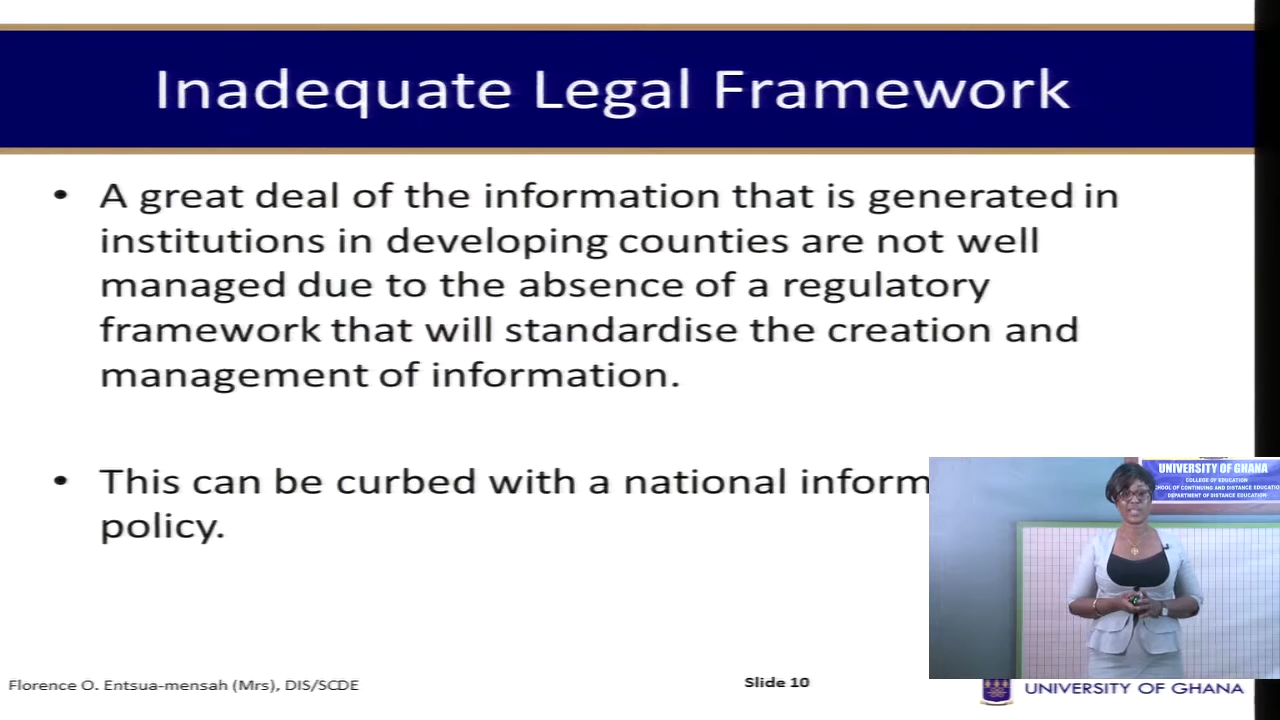 Inadequate Legal Framework
• A great deal of the information that is generated in
institutions in developing counties are not well
managed due to the absence of a regulatory
framework that will standardise the creation and
management of information.
• This can be curbed with a national inform
policy.
UNIVERSITY OF GHANA
COLLEGE OF EDUCATION
SCHOOL OF CONTINUING AND DISTANCE EDUCATION
DEPARTMENT OF DISTANCE EDUCATION
Florence O. Entsua-mensah (Mrs), DIS/SCDE
Slide 10
UNIVERSITY OF GHANA